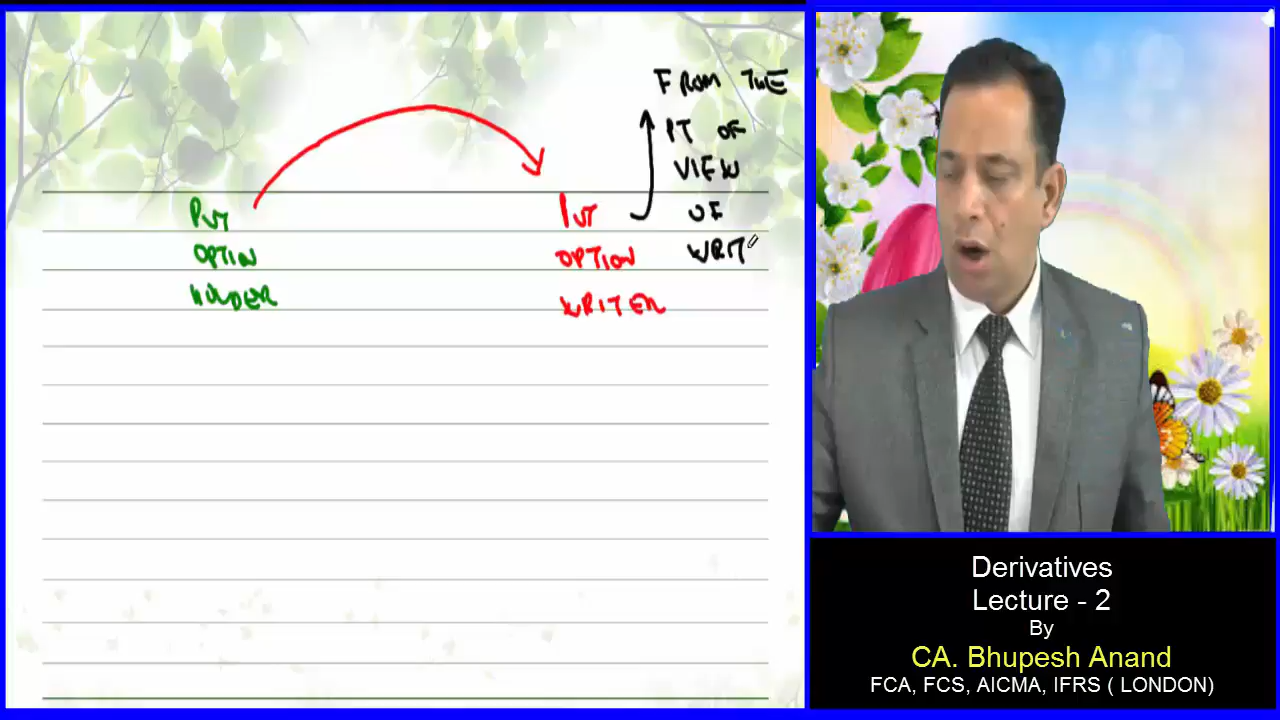 FROM THE
PT OF
VIEW
OF
WRIT
PUT
OPTION
HOLDER
PUT
OPTION
WRITER
Derivatives
Lecture - 2
By
CA. Bhupesh Anand
FCA, FCS, AICMA, IFRS ( LONDON)